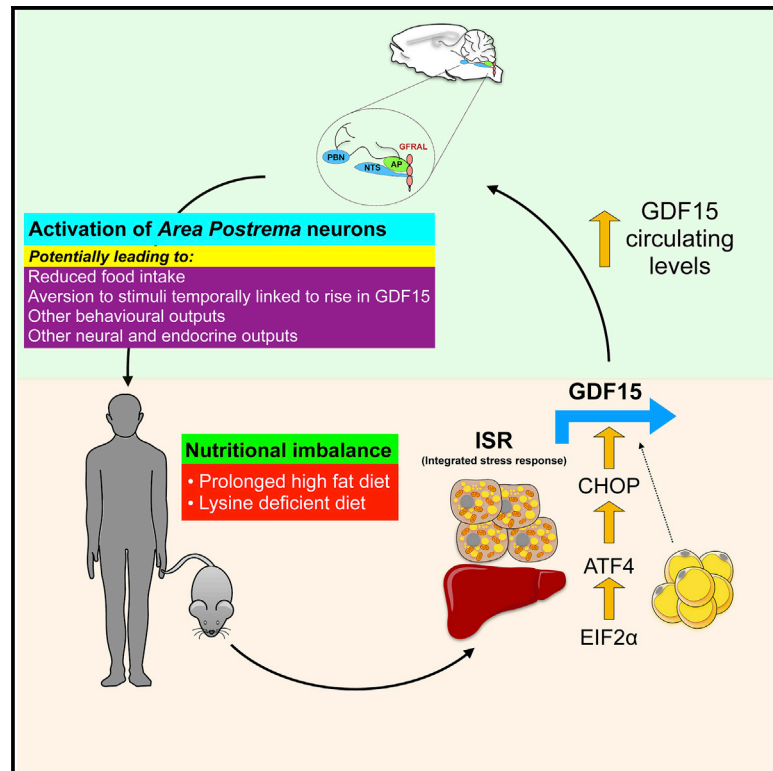 PBN
NTS
AP
GFRAL
Activation of Area Postrema neurons
Potentially leading to:
Reduced food intake
Aversion to stimuli temporally linked to rise in GDF15
Other behavioural outputs
Other neural and endocrine outputs
GDF15
circulating
levels
Nutritional imbalance
• Prolonged high fat diet
• Lysine deficient diet
ISR
(Integrated stress response)
GDF15
CHOP
ATF4
EIF2α